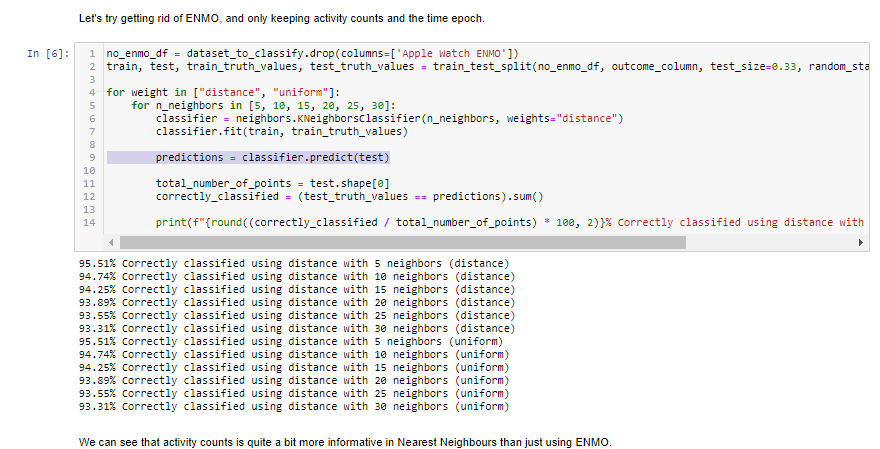 Let's try getting rid of ENMO, and only keeping activity counts and the time epoch.
In [6]:
1 no_enmo_df = dataset_to_classify.drop(columns=['Apple Watch ENMO'])
2 train, test, train_truth_values, test_truth_values = train_test_split(no_enmo_df, outcome_column, test_size=0.33, random_sta
3
4 for weight in ["distance", "uniform"]:
5     for n_neighbors in [5, 10, 15, 20, 25, 30]:
6         classifier = neighbors.KNeighborsClassifier(n_neighbors, weights="distance")
7         classifier.fit(train, train_truth_values)
8
9         predictions = classifier.predict(test)
10
11         total_number_of_points = test.shape[0]
12         correctly_classified = (test_truth_values == predictions).sum()
13
14         print(f"{round((correctly_classified / total_number_of_points) * 100, 2)}% Correctly classified using distance with
95.51% Correctly classified using distance with 5 neighbors (distance)
94.74% Correctly classified using distance with 10 neighbors (distance)
94.25% Correctly classified using distance with 15 neighbors (distance)
93.89% Correctly classified using distance with 20 neighbors (distance)
93.55% Correctly classified using distance with 25 neighbors (distance)
93.31% Correctly classified using distance with 30 neighbors (distance)
95.51% Correctly classified using distance with 5 neighbors (uniform)
94.74% Correctly classified using distance with 10 neighbors (uniform)
94.25% Correctly classified using distance with 15 neighbors (uniform)
93.89% Correctly classified using distance with 20 neighbors (uniform)
93.55% Correctly classified using distance with 25 neighbors (uniform)
93.31% Correctly classified using distance with 30 neighbors (uniform)
We can see that activity counts is quite a bit more informative in Nearest Neighbours than just using ENMO.